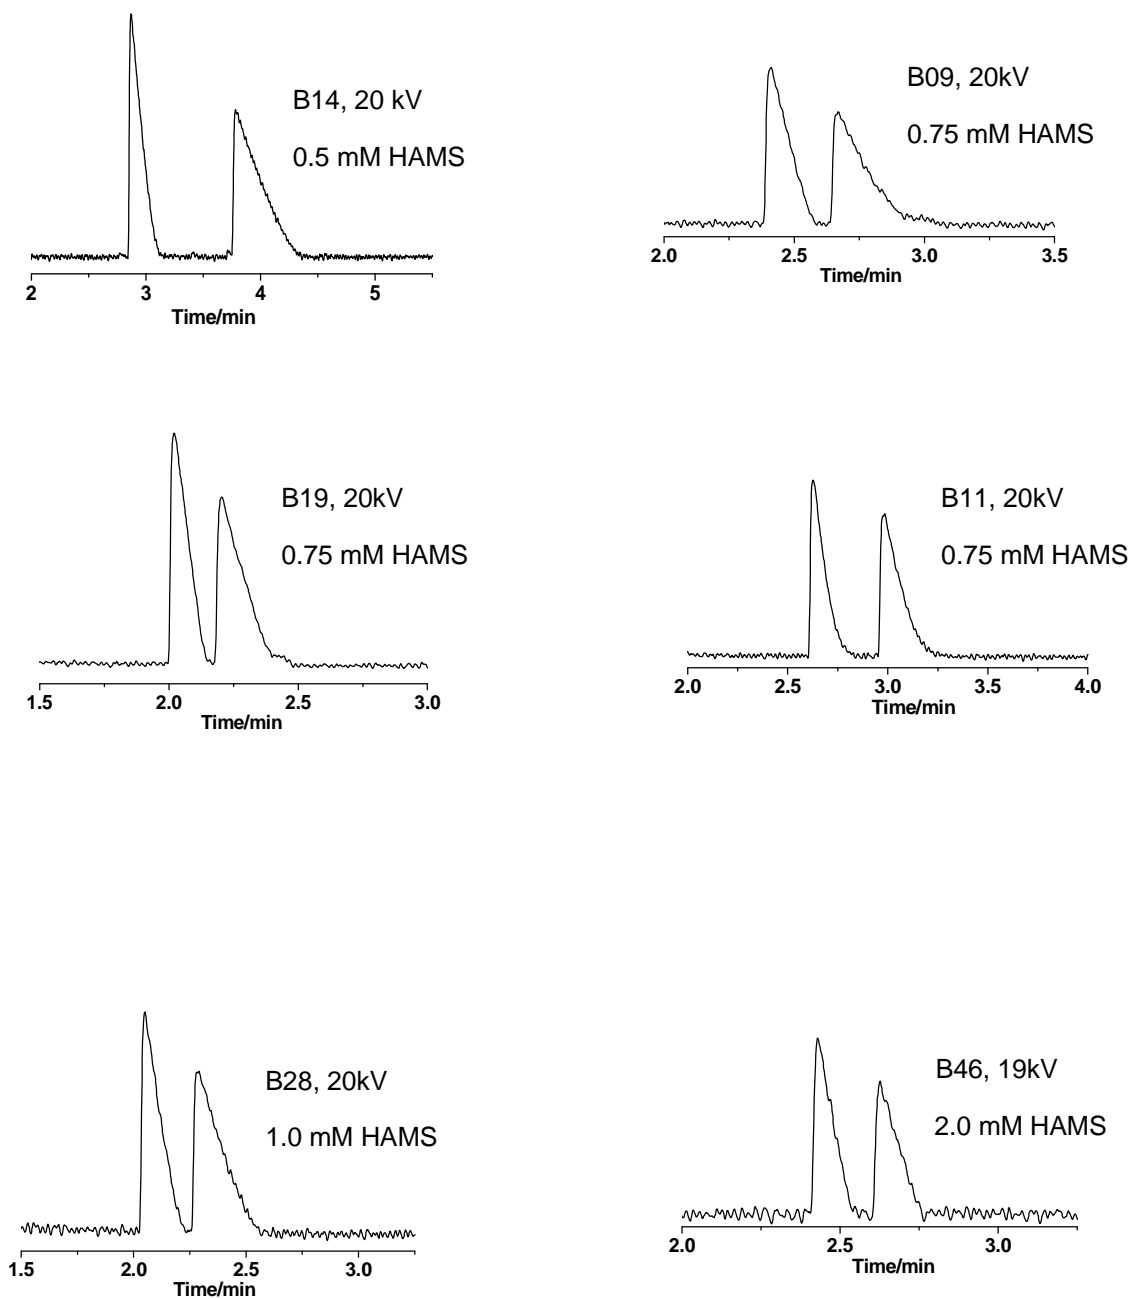 B14, 20 kV
0.5 mM HAMS
2 3 4 5
Time/min
B09, 20kV
0.75 mM HAMS
2.0 2.5 3.0 3.5
Time/min
B19, 20kV
0.75 mM HAMS
1.5 2.0 2.5 3.0
Time/min
B11, 20kV
0.75 mM HAMS
2.0 2.5 3.0 3.5 4.0
Time/min
B28, 20kV
1.0 mM HAMS
1.5 2.0 2.5 3.0
Time/min
B46, 19kV
2.0 mM HAMS
2.0 2.5 3.0
Time/min